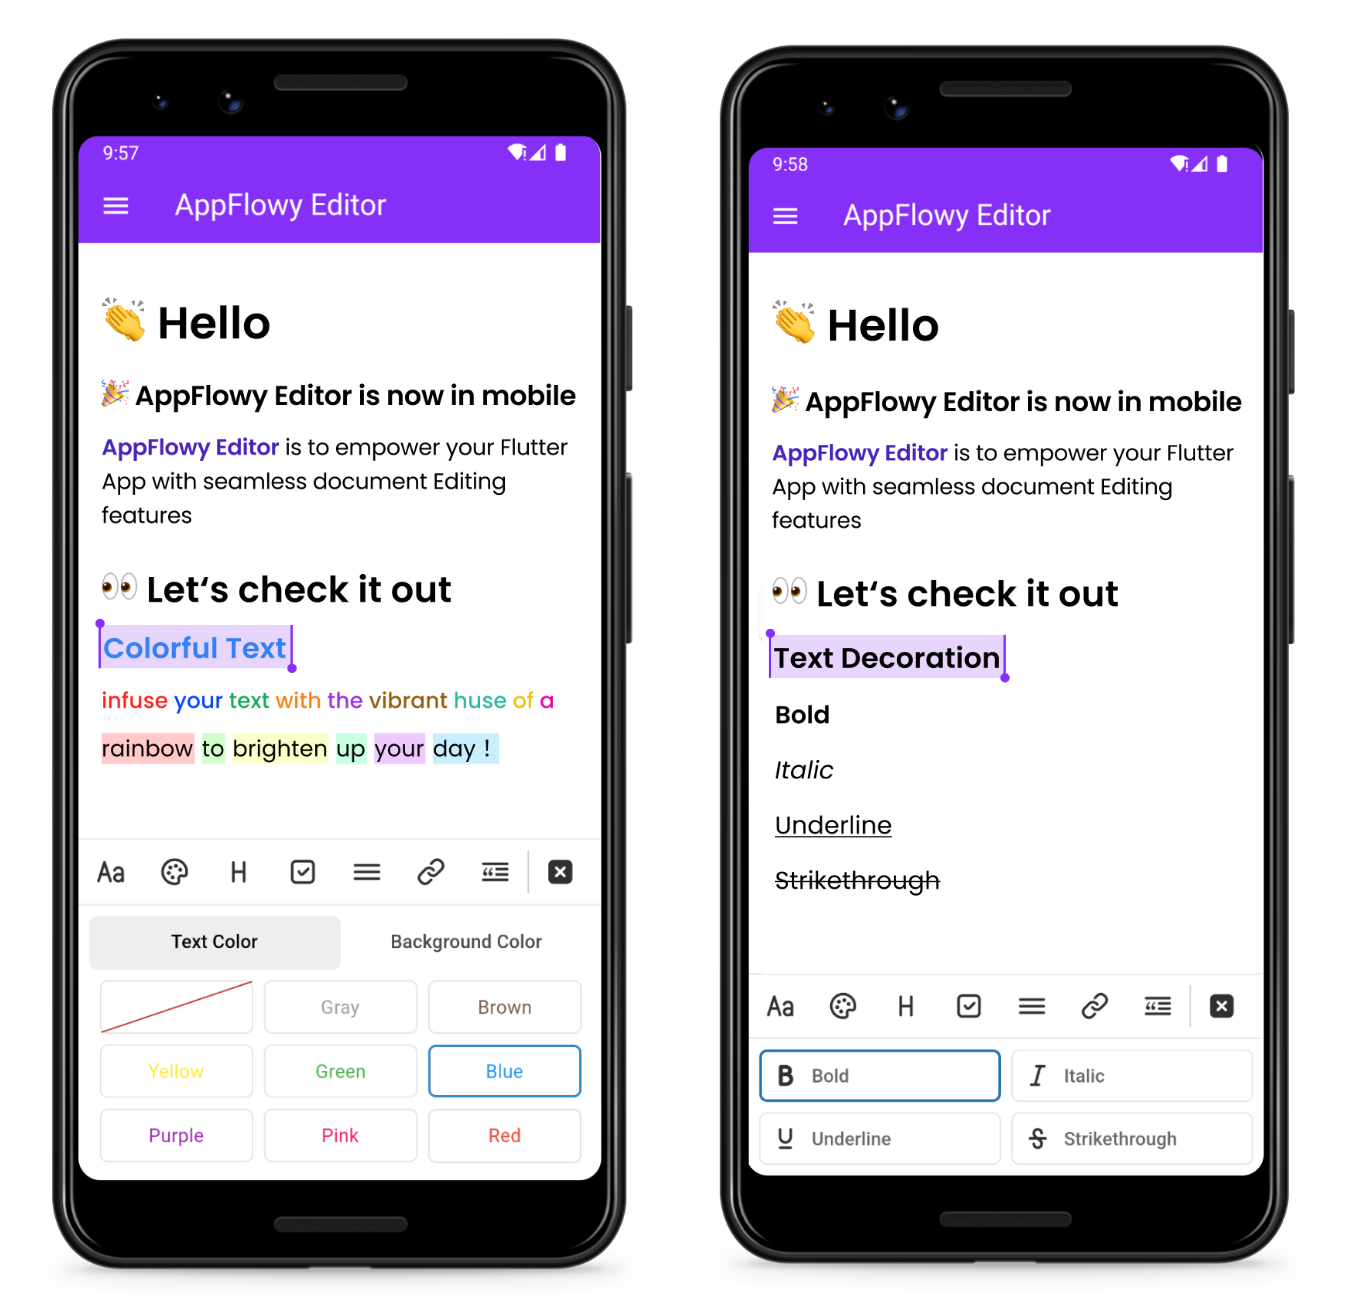 9:57
AppFlowy Editor
👏 Hello
🎉 AppFlowy Editor is now in mobile
AppFlowy Editor is to empower your Flutter
App with seamless document Editing
features
👀 Let‘s check it out
Colorful Text
infuse your text with the vibrant huse of a
rainbow to brighten up your day !
Aa H
Text Color Background Color
Gray Brown
Yellow Green Blue
Purple Pink Red
9:58
AppFlowy Editor
👏 Hello
🎉 AppFlowy Editor is now in mobile
AppFlowy Editor is to empower your Flutter
App with seamless document Editing
features
👀 Let‘s check it out
Text Decoration
Bold
Italic
Underline
Strikethrough
Aa H
B Bold I Italic
U Underline S Strikethrough